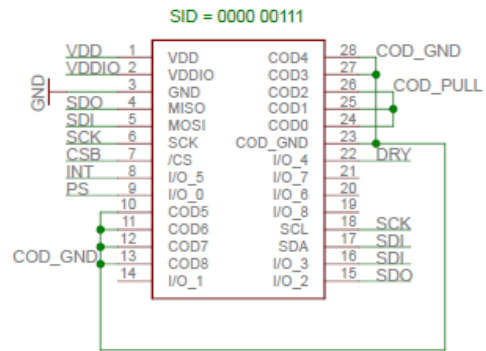 SID = 0000 00111
VDD 1 VDD COD4 28 COD_GND
VDDIO 2 VDDIO COD3 27
GND 3 GND COD2 26 COD_PULL
SDO 4 MISO COD1 25
SDI 5 MOSI COD0 24
SCK 6 SCK COD_GND 23
CSB 7 /CS I/O_4 22 DRY
INT 8 I/O_5 I/O_7 21
PS 9 I/O_0 I/O_6 20
10 COD5 I/O_8 19
11 COD6 SCL 18 SCK
12 COD7 SDA 17 SDI
COD_GND 13 COD8 I/O_3 16 SDI
14 I/O_1 I/O_2 15 SDO